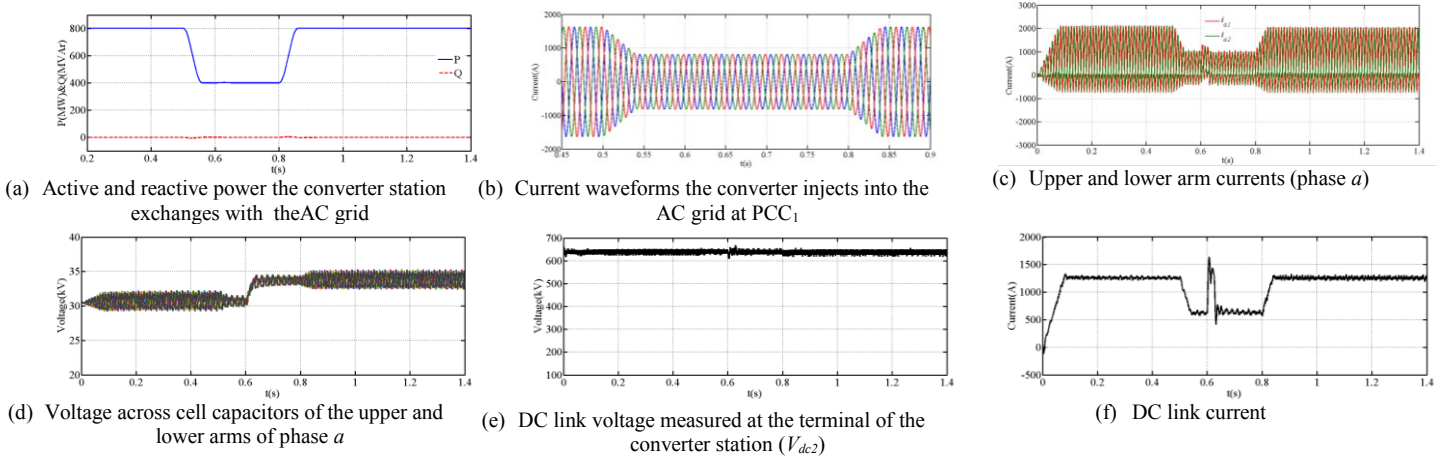 800
600
400
200
0
P(MW)&Q(MVAr)
P
Q
0.2 0.4 0.6 0.8 1 1.2 1.4
t(s)
(a) Active and reactive power the converter station
exchanges with theAC grid
2000
1000
0
-1000
-2000
Current(A)
0.45 0.5 0.55 0.6 0.65 0.7 0.75 0.8 0.85 0.9
t(s)
(b) Current waveforms the converter injects into the
AC grid at PCC1
3000
2000
1000
0
-1000
-2000
-3000
Current(A)
ia1
ia2
0 0.2 0.4 0.6 0.8 1 1.2 1.4
t(s)
(c) Upper and lower arm currents (phase a)
40
35
30
25
20
Voltage(kV)
0 0.2 0.4 0.6 0.8 1 1.2 1.4
t(s)
(d) Voltage across cell capacitors of the upper and
lower arms of phase a
700
600
500
400
300
200
100
Voltage(kV)
0 0.2 0.4 0.6 0.8 1 1.2 1.4
t(s)
(e) DC link voltage measured at the terminal of the
converter station (Vdc2)
2000
1500
1000
500
0
-500
Current(A)
0 0.2 0.4 0.6 0.8 1 1.2 1.4
t(s)
(f) DC link current